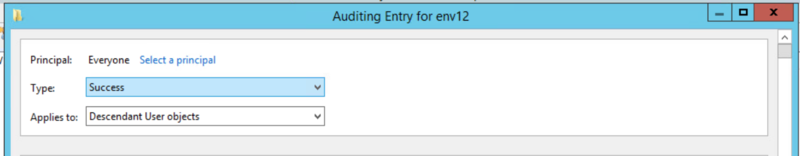 Auditing Entry for env12
Principal: Everyone Select a principal
Type: Success
Applies to: Descendant User objects